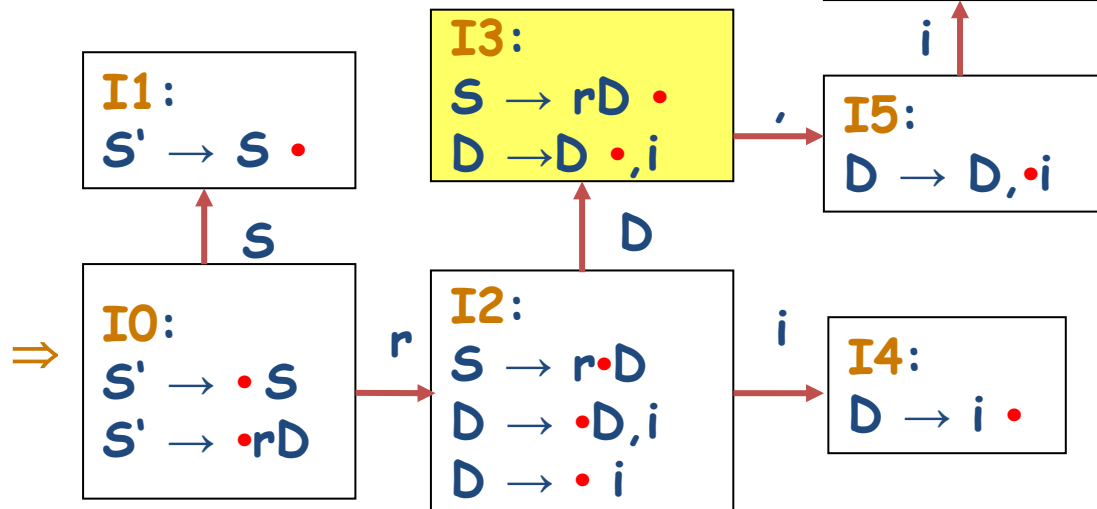 I1:
S' → S •
S
I0:
S' → • S
S' → •rD
⇒
r
I3:
S → rD •
D →D •,i
D
I2:
S → r•D
D → •D,i
D → • i
,
i
I5:
D → D,•i
i
I4:
D → i •